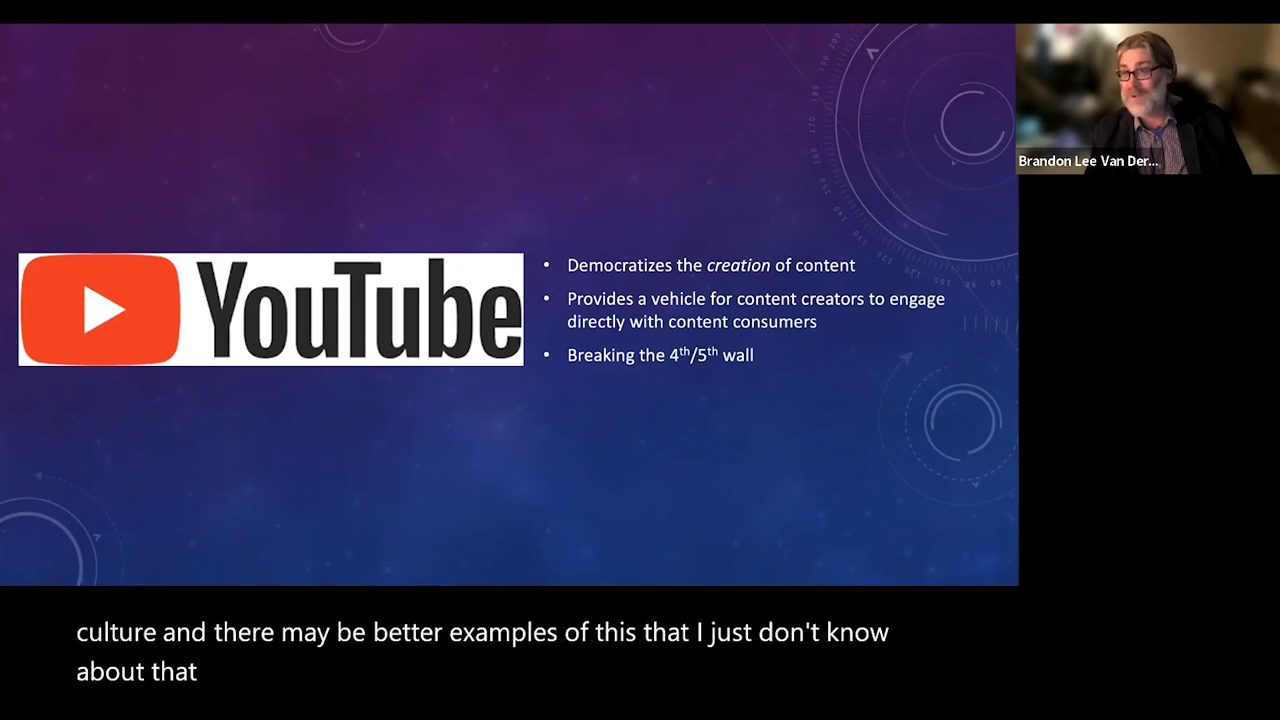 Brandon Lee Van Der...
YouTube
• Democratizes the creation of content
• Provides a vehicle for content creators to engage
directly with content consumers
• Breaking the 4th/5th wall
culture and there may be better examples of this that I just don't know
about that